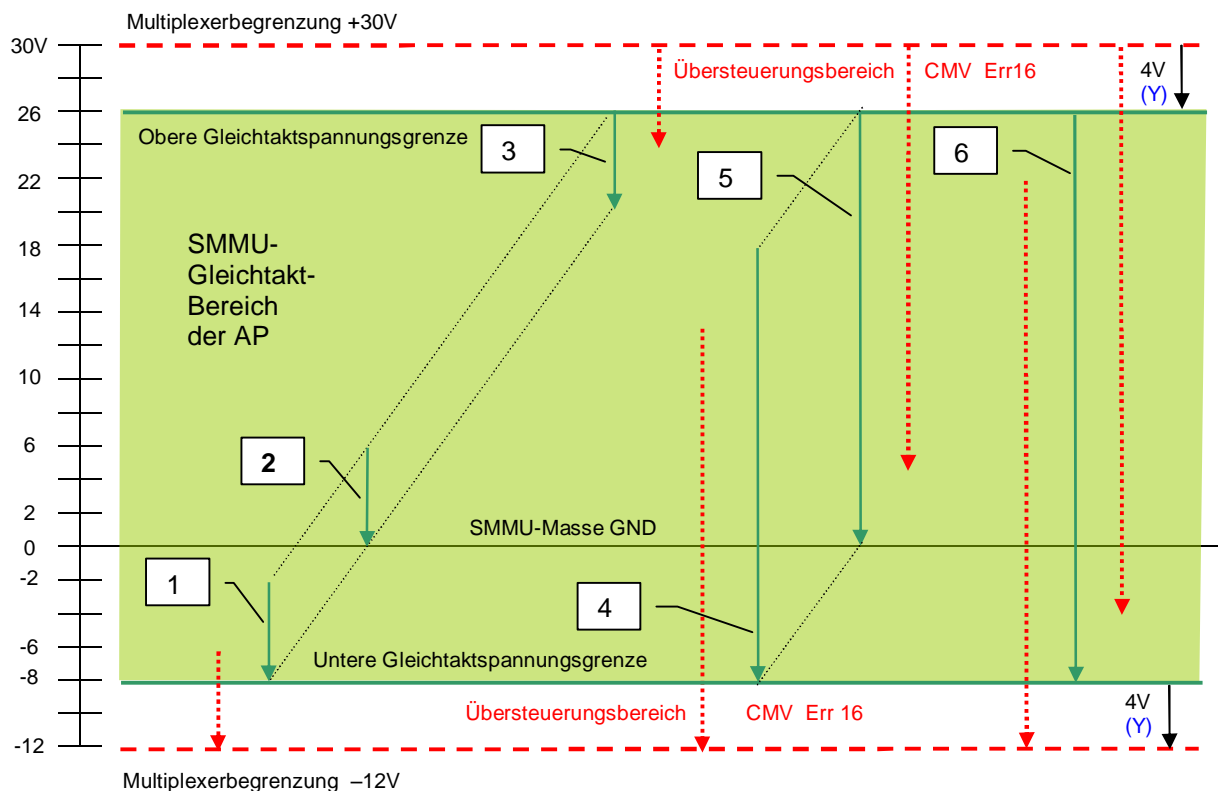 Multiplexerbegrenzung +30V
30V
Übersteuerungsbereich CMV Err16
4V
(Y)
26
Obere Gleichtaktspannungsgrenze
3
6
5
22
SMMU-
Gleichtakt-
Bereich
der AP
18
14
10
6
2
2
SMMU-Masse GND
0
-2
1
4
-6
Untere Gleichtaktspannungsgrenze
-8
Übersteuerungsbereich CMV Err 16
4V
(Y)
-12
Multiplexerbegrenzung –12V